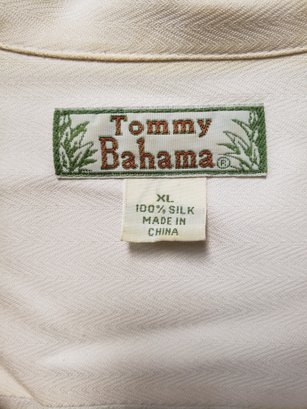 Tommy
Bahama®
XL
100% SILK
MADE IN
CHINA